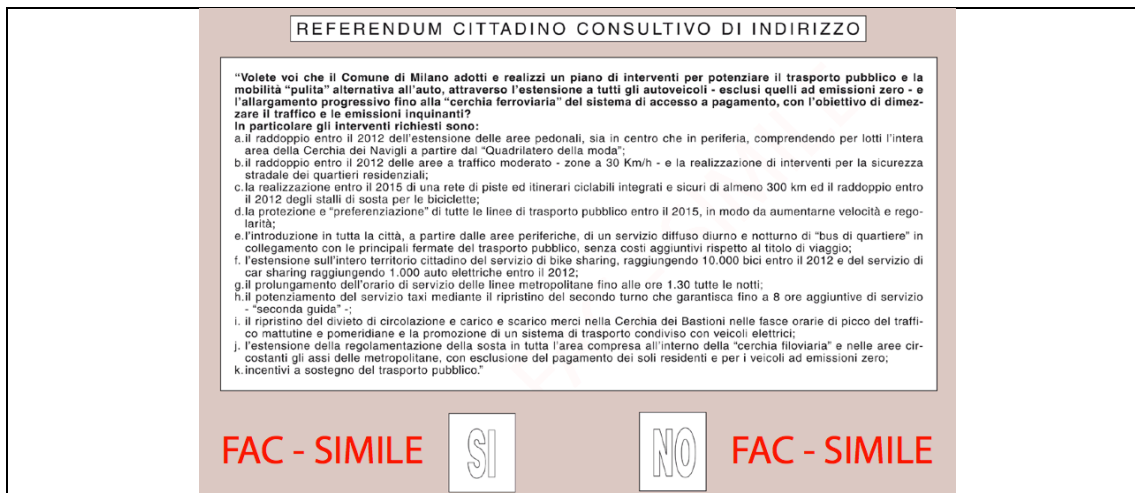 REFERENDUM CITTADINO CONSULTIVO DI INDIRIZZO
“Volete voi che il Comune di Milano adotti e realizzi un piano di interventi per potenziare il trasporto pubblico e la
mobilità “pulita” alternativa all’auto, attraverso l’estensione a tutti gli autoveicoli - esclusi quelli ad emissioni zero - e
l’allargamento progressivo fino alla “cerchia ferroviaria” del sistema di accesso a pagamento, con l’obiettivo di dimez-
zare il traffico e le emissioni inquinanti?
In particolare gli interventi richiesti sono:
a.il raddoppio entro il 2012 dell’estensione delle aree pedonali, sia in centro che in periferia, comprendendo per lotti l’intera
area della Cerchia dei Navigli a partire dal “Quadrilatero della moda”;
b.il raddoppio entro il 2012 delle aree a traffico moderato - zone a 30 Km/h - e la realizzazione di interventi per la sicurezza
stradale dei quartieri residenziali;
c.la realizzazione entro il 2015 di una rete di piste ed itinerari ciclabili integrati e sicuri di almeno 300 km ed il raddoppio entro
il 2012 degli stalli di sosta per le biciclette;
d.la protezione e “preferenziazione” di tutte le linee di trasporto pubblico entro il 2015, in modo da aumentarne velocità e rego-
larità;
e.l’introduzione in tutta la città, a partire dalle aree periferiche, di un servizio diffuso diurno e notturno di “bus di quartiere” in
collegamento con le principali fermate del trasporto pubblico, senza costi aggiuntivi rispetto al titolo di viaggio;
f. l’estensione sull’intero territorio cittadino del servizio di bike sharing, raggiungendo 10.000 bici entro il 2012 e del servizio di
car sharing raggiungendo 1.000 auto elettriche entro il 2012;
g.il prolungamento dell’orario di servizio delle linee metropolitane fino alle ore 1.30 tutte le notti;
h.il potenziamento del servizio taxi mediante il ripristino del secondo turno che garantisca fino a 8 ore aggiuntive di servizio
- “seconda guida” -;
i. il ripristino del divieto di circolazione e carico e scarico merci nella Cerchia dei Bastioni nelle fasce orarie di picco del traffi-
co mattutine e pomeridiane e la promozione di un sistema di trasporto condiviso con veicoli elettrici;
j. l’estensione della regolamentazione della sosta in tutta l’area compresa all’interno della “cerchia filoviaria” e nelle aree cir-
costanti gli assi delle metropolitane, con esclusione del pagamento dei soli residenti e per i veicoli ad emissioni zero;
k.incentivi a sostegno del trasporto pubblico.”
FAC - SIMILE SI NO FAC - SIMILE